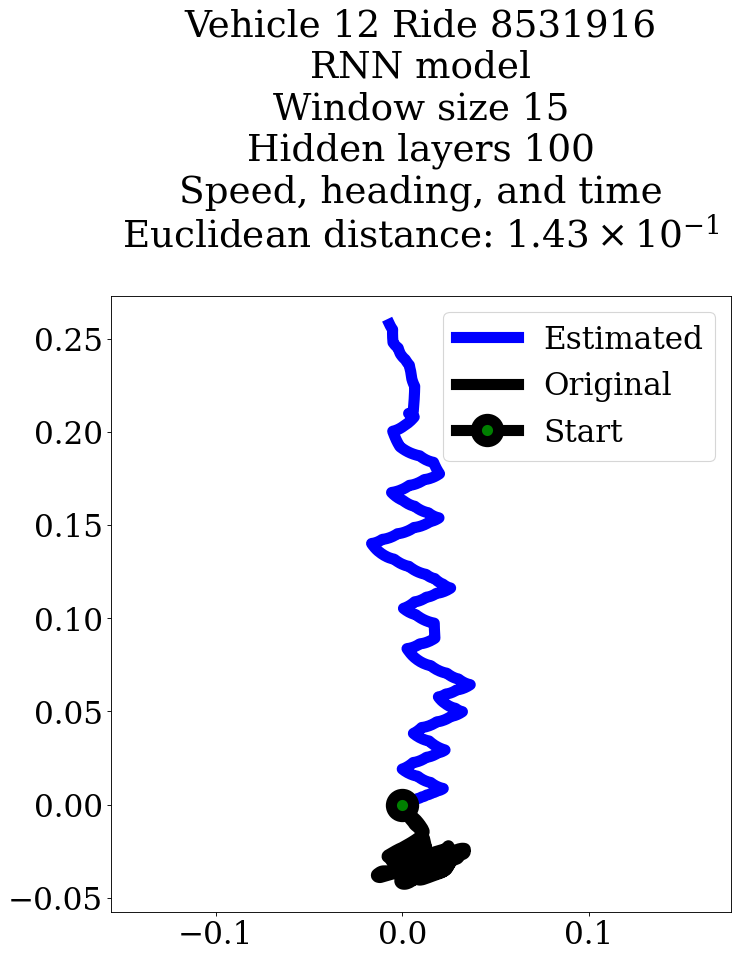 Vehicle 12 Ride 8531916
RNN model
Window size 15
Hidden layers 100
Speed, heading, and time
Euclidean distance: 1.43 × 10⁻¹
Estimated
Original
Start
0.25
0.20
0.15
0.10
0.05
0.00
−0.05
−0.1 0.0 0.1